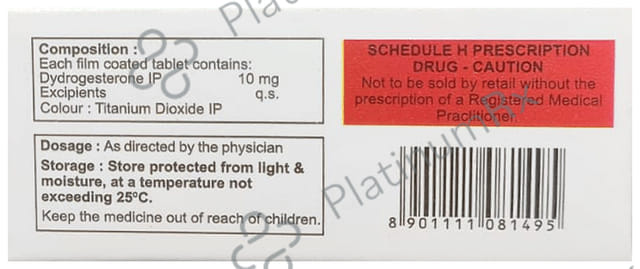 Composition :
Each film coated tablet contains:
Dydrogesterone IP 10 mg
Excipients q.s.
Colour : Titanium Dioxide IP
Dosage : As directed by the physician
Storage : Store protected from light &
moisture, at a temperature not
exceeding 25ºC.
Keep the medicine out of reach of children.
SCHEDULE H PRESCRIPTION
DRUG - CAUTION
Not to be sold by retail without the
prescription of a Registered Medical
Practitioner.
8 901111 081495
PlatinumRx